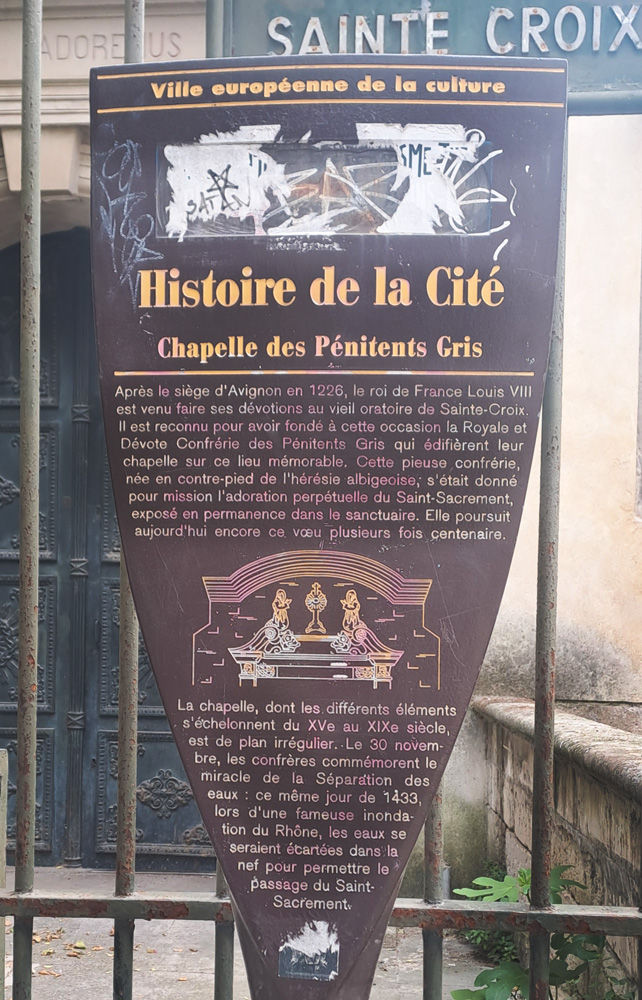 ADOREMUS
SAINTE CROIX
Ville européenne de la culture
SATAN
SME
Histoire de la Cité
Chapelle des Pénitents Gris
Après le siège d'Avignon en 1226, le roi de France Louis VIII
est venu faire ses dévotions au vieil oratoire de Sainte-Croix.
Il est reconnu pour avoir fondé à cette occasion la Royale et
Dévote Confrérie des Pénitents Gris qui édifièrent leur
chapelle sur ce lieu mémorable. Cette pieuse confrérie,
née en contre-pied de l'hérésie albigeoise, s'était donné
pour mission l'adoration perpétuelle du Saint-Sacrement,
exposé en permanence dans le sanctuaire. Elle poursuit
aujourd'hui encore ce vœu plusieurs fois centenaire.
La chapelle, dont les différents éléments
s'échelonnent du XVe au XIXe siècle,
est de plan irrégulier. Le 30 novem-
bre, les confrères commémorent le
miracle de la Séparation des
eaux : ce même jour de 1433,
lors d'une fameuse inonda-
tion du Rhône, les eaux se
seraient écartées dans la
nef pour permettre le
passage du Saint-
Sacrement.